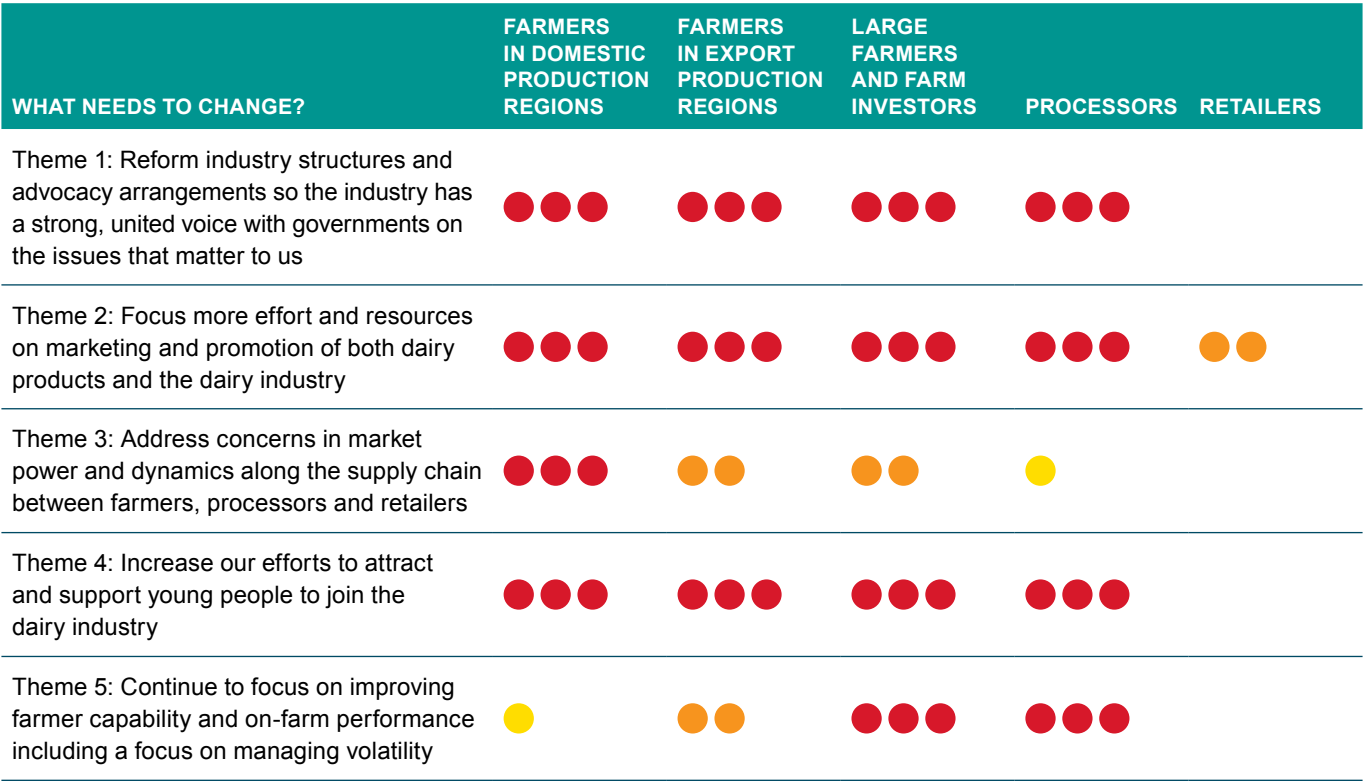 WHAT NEEDS TO CHANGE?
FARMERS
IN DOMESTIC
PRODUCTION
REGIONS
FARMERS
IN EXPORT
PRODUCTION
REGIONS
LARGE
FARMERS
AND FARM
INVESTORS
PROCESSORS
RETAILERS
Theme 1: Reform industry structures and
advocacy arrangements so the industry has
a strong, united voice with governments on
the issues that matter to us
Theme 2: Focus more effort and resources
on marketing and promotion of both dairy
products and the dairy industry
Theme 3: Address concerns in market
power and dynamics along the supply chain
between farmers, processors and retailers
Theme 4: Increase our efforts to attract
and support young people to join the
dairy industry
Theme 5: Continue to focus on improving
farmer capability and on-farm performance
including a focus on managing volatility